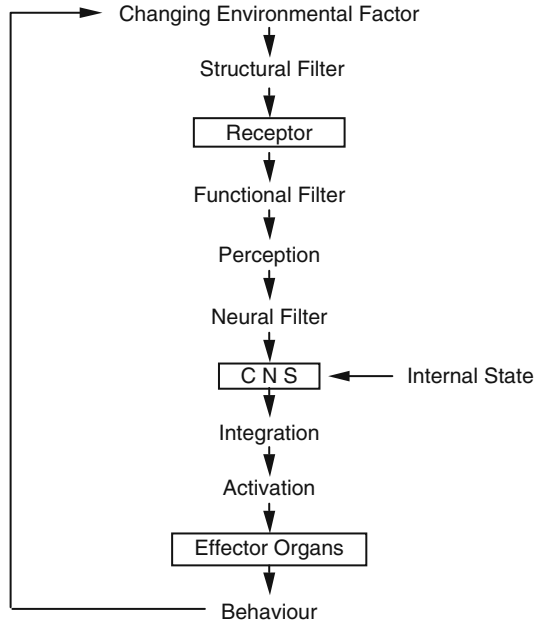 Changing Environmental Factor
Structural Filter
Receptor
Functional Filter
Perception
Neural Filter
C N S
Internal State
Integration
Activation
Effector Organs
Behaviour